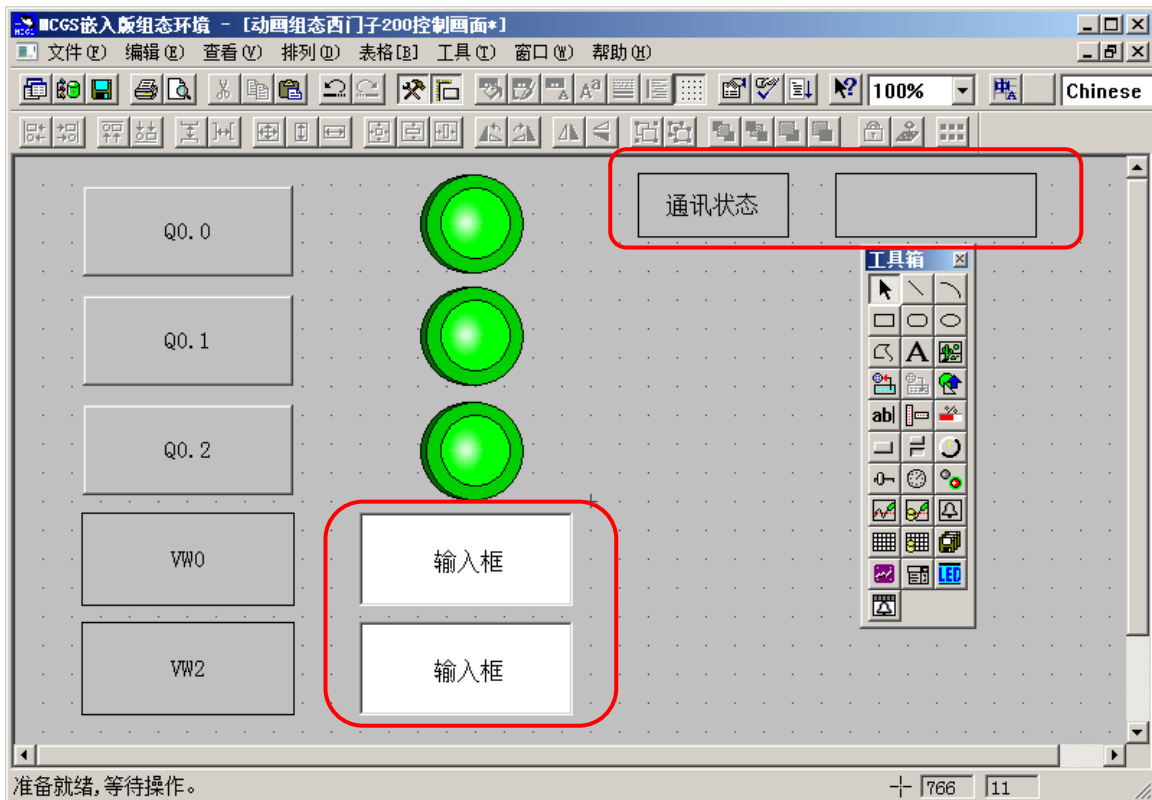 MCGS嵌入版组态环境 - [动画组态西门子200控制画面*]
文件(F) 编辑(E) 查看(V) 排列(D) 表格[B] 工具(T) 窗口(W) 帮助(H)
100% Chinese
通讯状态
Q0.0
工具箱
Q0.1
Q0.2
VW0 输入框
VW2 输入框
准备就绪,等待操作。 766 11